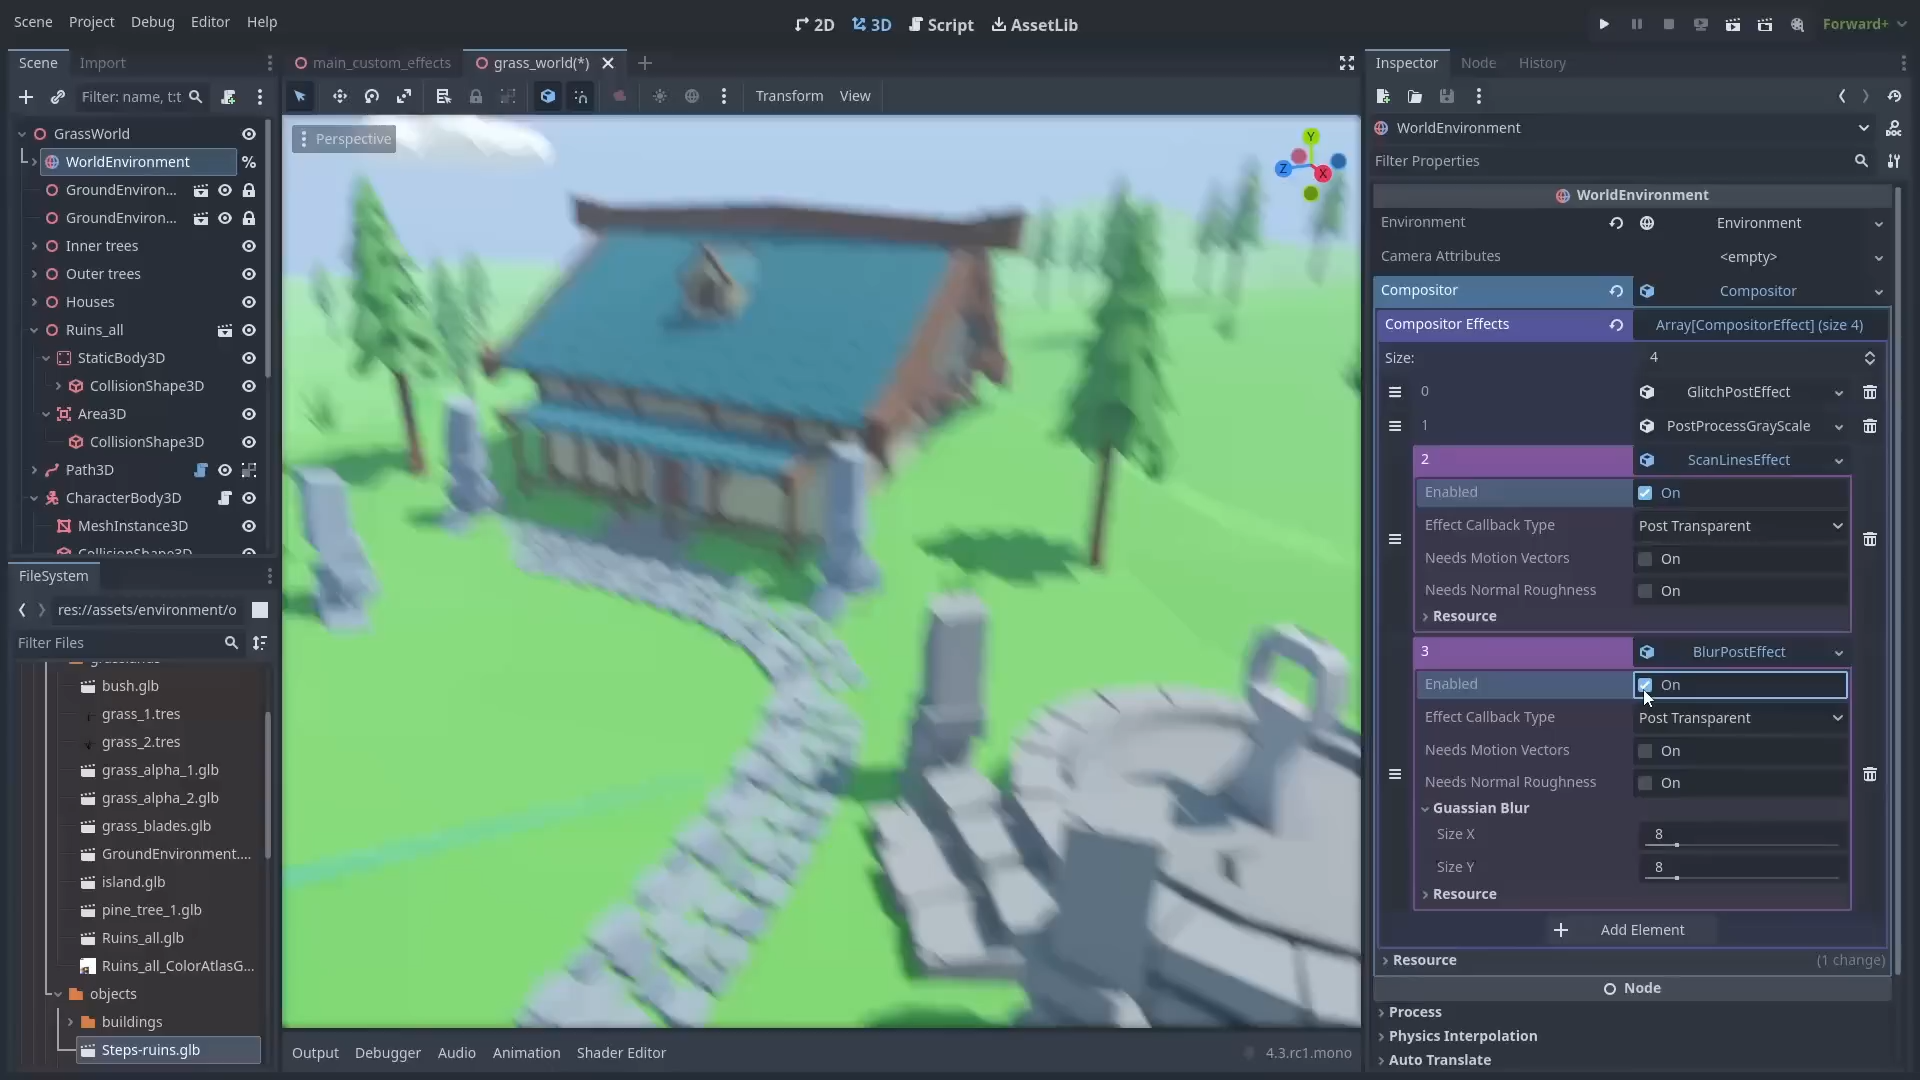 Scene Project Debug Editor Help
2D 3D Script AssetLib
Forward+
Scene Import
main_custom_effects grass_world(*)
Inspector Node History
Filter: name, t:t
Transform View
Perspective
Y
Z
X
GrassWorld
WorldEnvironment
GroundEnviron...
GroundEnviron...
Inner trees
Outer trees
Houses
Ruins_all
StaticBody3D
CollisionShape3D
Area3D
CollisionShape3D
Path3D
CharacterBody3D
MeshInstance3D
CollisionShape3D
FileSystem
res://assets/environment/o
Filter Files
grasslands
bush.glb
grass_1.tres
grass_2.tres
grass_alpha_1.glb
grass_alpha_2.glb
grass_blades.glb
GroundEnvironment....
island.glb
pine_tree_1.glb
Ruins_all.glb
Ruins_all_ColorAtlasG...
objects
buildings
Steps-ruins.glb
Output Debugger Audio Animation Shader Editor
4.3.rc1.mono
WorldEnvironment
DOC
Filter Properties
WorldEnvironment
Environment Environment
Camera Attributes <empty>
Compositor Compositor
Compositor Effects Array[CompositorEffect] (size 4)
Size: 4
0 GlitchPostEffect
1 PostProcessGrayScale
2 ScanLinesEffect
Enabled On
Effect Callback Type Post Transparent
Needs Motion Vectors On
Needs Normal Roughness On
Resource
3 BlurPostEffect
Enabled On
Effect Callback Type Post Transparent
Needs Motion Vectors On
Needs Normal Roughness On
Guassian Blur
Size X 8
Size Y 8
Resource
Add Element
Resource (1 change)
Node
Process
Physics Interpolation
Auto Translate